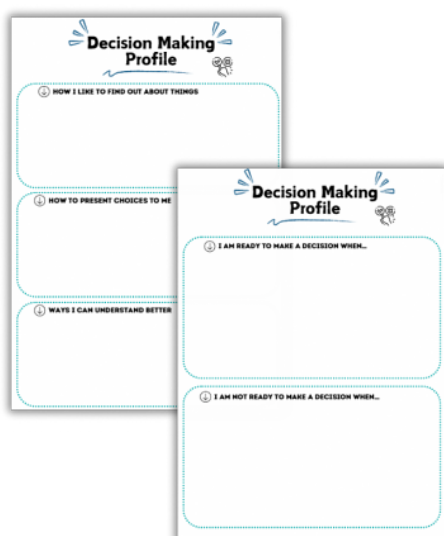 Decision Making
Profile
HOW I LIKE TO FIND OUT ABOUT THINGS
HOW TO PRESENT CHOICES TO ME
WAYS I CAN UNDERSTAND BETTER
Decision Making
Profile
I AM READY TO MAKE A DECISION WHEN...
I AM NOT READY TO MAKE A DECISION WHEN...